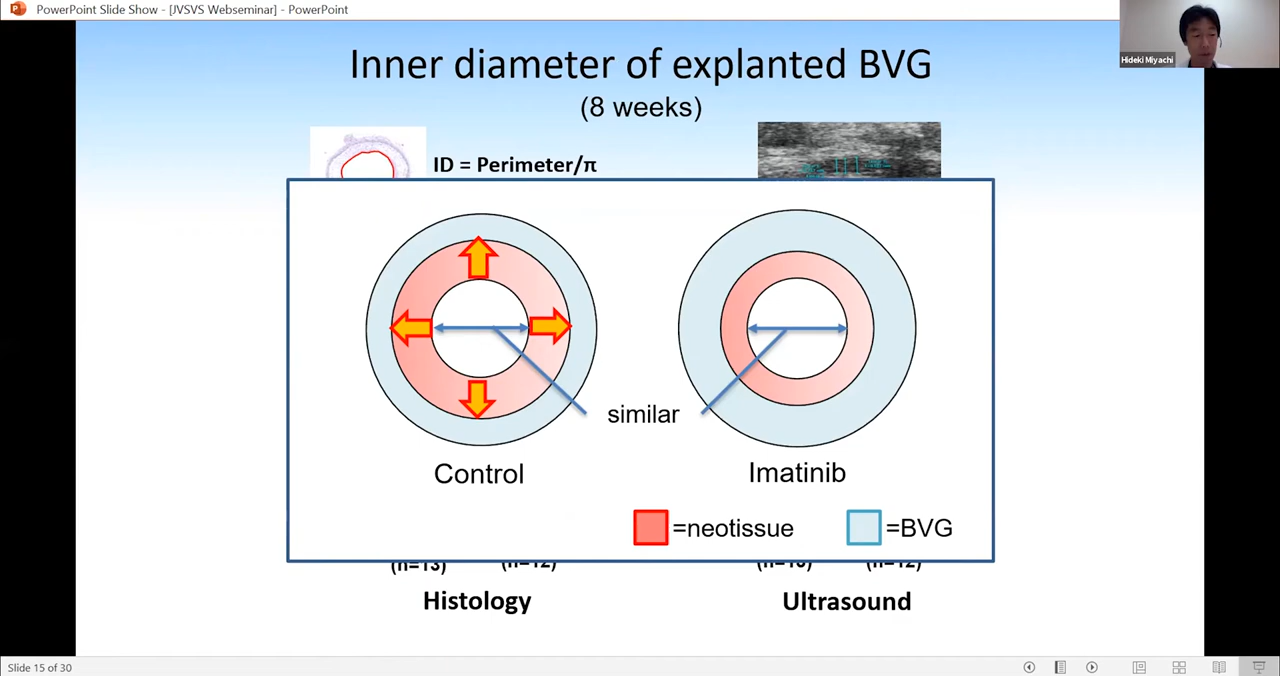 PowerPoint Slide Show - [JVSVS Webseminar] - PowerPoint
Hideki Miyachi
Inner diameter of explanted BVG
(8 weeks)
ID = Perimeter/π
similar
Control
Imatinib
=neotissue
=BVG
(n=13)
(n=12)
(n=12)
Histology
Ultrasound
Slide 15 of 30